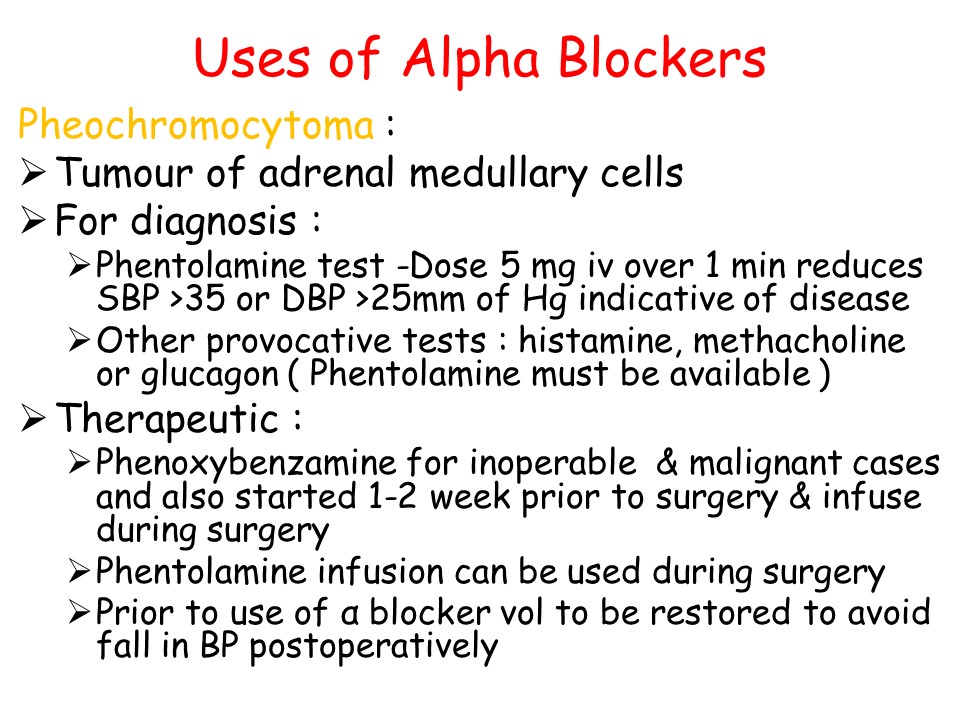 Uses of Alpha Blockers
Pheochromocytoma :
➢Tumour of adrenal medullary cells
➢For diagnosis :
➢Phentolamine test -Dose 5 mg iv over 1 min reduces
SBP >35 or DBP >25mm of Hg indicative of disease
➢Other provocative tests : histamine, methacholine
or glucagon ( Phentolamine must be available )
➢Therapeutic :
➢Phenoxybenzamine for inoperable & malignant cases
and also started 1-2 week prior to surgery & infuse
during surgery
➢Phentolamine infusion can be used during surgery
➢Prior to use of α blocker vol to be restored to avoid
fall in BP postoperatively